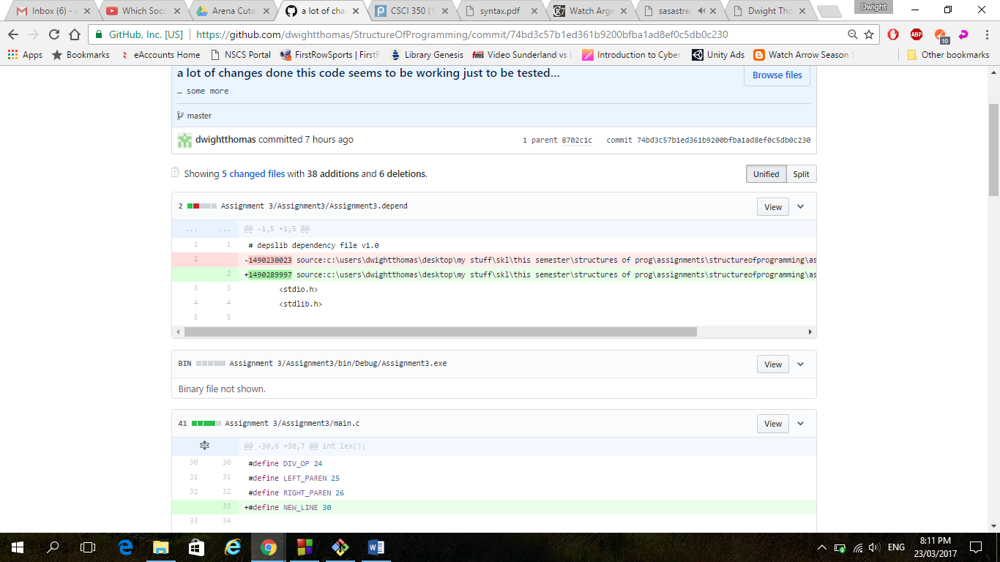 Inbox (6) - c
Which Socc
Arena Cuto
a lot of cha
CSCI 350 (1
syntax.pdf
Watch Arge
sasastre
Dwight Tho
Dwight
GitHub, Inc. [US]
https://github.com/dwightthomas/StructureOfProgramming/commit/74bd3c57b1ed361b9200bfba1ad8ef0c5db0c230
ABP
10
Apps
Bookmarks
eAccounts Home
NSCS Portal
FirstRowSports | FirstR
Library Genesis
Video Sunderland vs
Introduction to Cyber
Unity Ads
Watch Arrow Season
Other bookmarks
a lot of changes done this code seems to be working just to be tested…
Browse files
… some more
master
dwightthomas committed 7 hours ago
1 parent 8702c1c
commit 74bd3c57b1ed361b9200bfba1ad8ef0c5db0c230
Showing 5 changed files with 38 additions and 6 deletions.
Unified
Split
2 Assignment 3/Assignment3/Assignment3.depend
View
... ... @@ -1,5 +1,5 @@
1 1 # depslib dependency file v1.0
2 -1490230023 source:c:\users\dwightthomas\desktop\my stuff\skl\this semester\structures of prog\assignments\structureofprogramming\as
2 +1490289997 source:c:\users\dwightthomas\desktop\my stuff\skl\this semester\structures of prog\assignments\structureofprogramming\as
3 3 <stdio.h>
4 4 <stdlib.h>
5 5
BIN Assignment 3/Assignment3/bin/Debug/Assignment3.exe
View
Binary file not shown.
41 Assignment 3/Assignment3/main.c
View
@@ -30,6 +30,7 @@ int lex();
30 30 #define DIV_OP 24
31 31 #define LEFT_PAREN 25
32 32 #define RIGHT_PAREN 26
33 +#define NEW_LINE 30
33 34
ENG
8:11 PM
23/03/2017